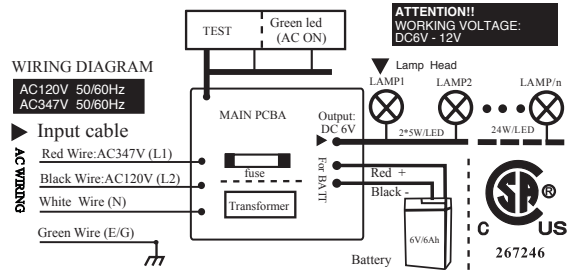 TEST
Green led
(AC ON)
ATTENTION!!
WORKING VOLTAGE:
DC6V - 12V
WIRING DIAGRAM
AC120V 50/60Hz
AC347V 50/60Hz
Lamp Head
LAMP1
LAMP2
LAMP/n
Input cable
MAIN PCBA
Output:
DC 6V
2*5W/LED
24W/LED
AC WIRING
Red Wire:AC347V (L1)
Black Wire:AC120V (L2)
White Wire (N)
Green Wire (E/G)
fuse
Transformer
For BATT
Red +
Black -
6V/6Ah
Battery
SA
®
C
US
267246